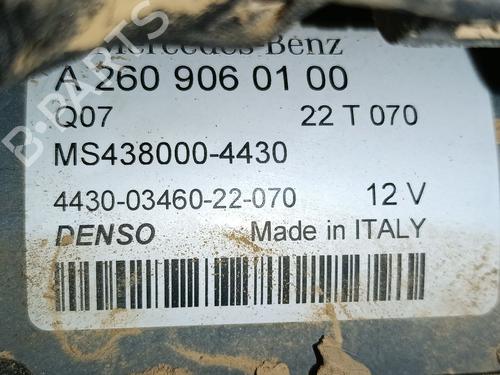 Mercedes-Benz
A 260 906 01 00
Q07 22 T 070
MS438000-4430
4430-03460-22-070 12 V
DENSO Made in ITALY
B-PARTS